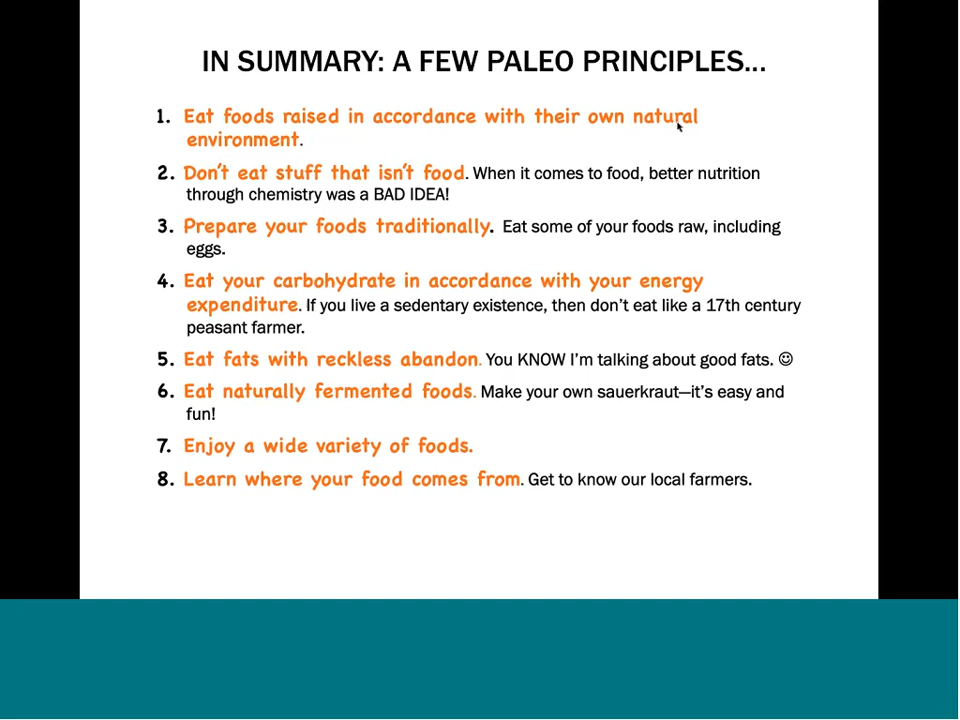 IN SUMMARY: A FEW PALEO PRINCIPLES...
1. Eat foods raised in accordance with their own natural
environment.
2. Don't eat stuff that isn't food. When it comes to food, better nutrition
through chemistry was a BAD IDEA!
3. Prepare your foods traditionally. Eat some of your foods raw, including
eggs.
4. Eat your carbohydrate in accordance with your energy
expenditure. If you live a sedentary existence, then don't eat like a 17th century
peasant farmer.
5. Eat fats with reckless abandon. You KNOW I'm talking about good fats. ☺
6. Eat naturally fermented foods. Make your own sauerkraut—it's easy and
fun!
7. Enjoy a wide variety of foods.
8. Learn where your food comes from. Get to know our local farmers.